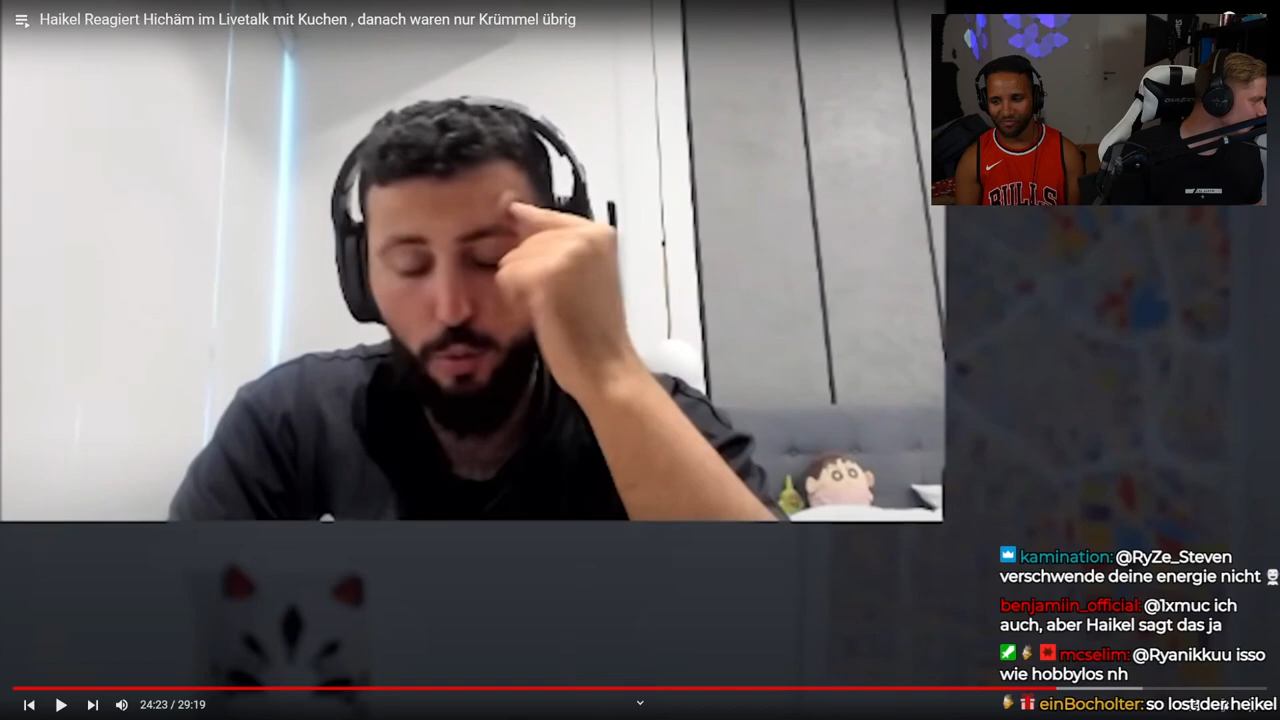 Haikel Reagiert Hichäm im Livetalk mit Kuchen , danach waren nur Krümmel übrig
BULLS
kamination: @RyZe_Steven
verschwende deine energie nicht
benjamiin_official: @1xmuc ich
auch, aber Haikel sagt das ja
mcselim: @Ryanikkuu isso
wie hobbylos nh
einBocholter: so lost der heikel
24:23 / 29:19